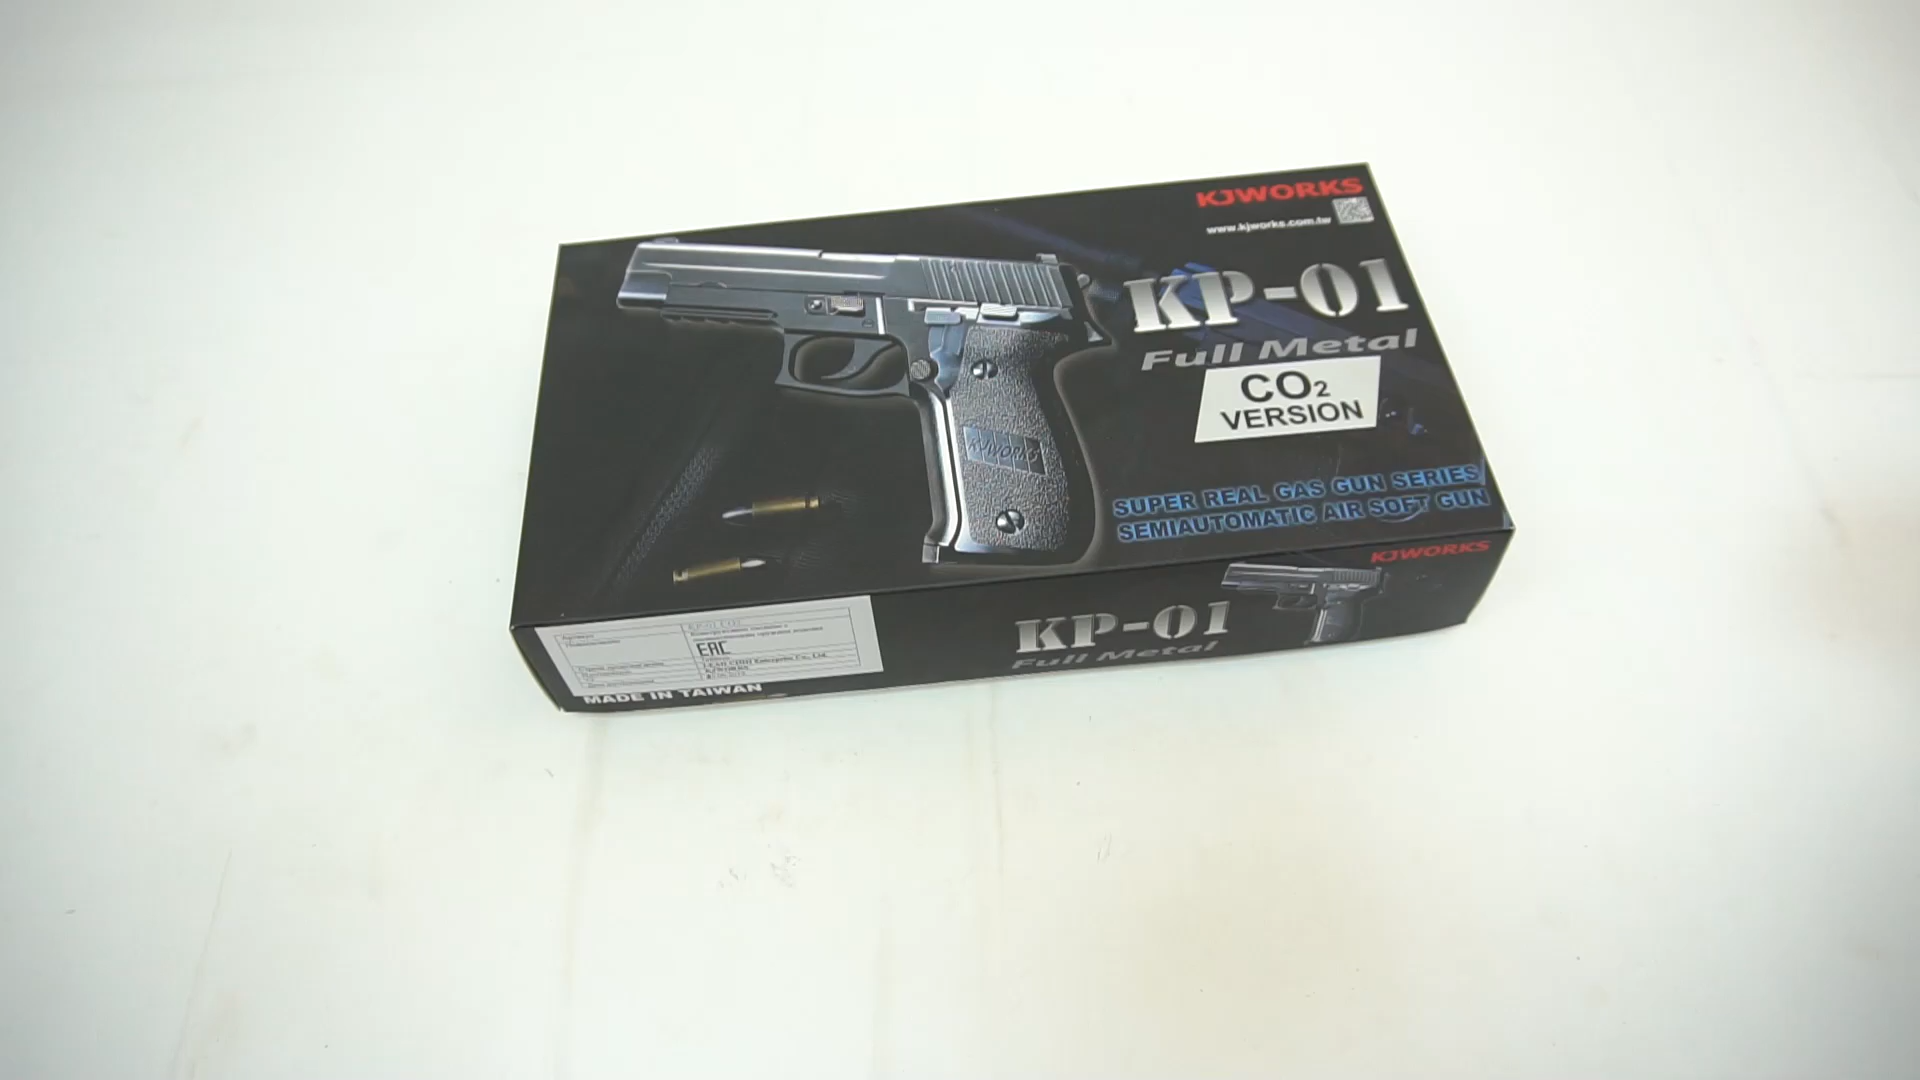 KJWORKS
www.kjworks.com.tw
KP-01
Full Metal
CO₂
VERSION
KJWORKS
SUPER REAL GAS GUN SERIES
SEMIAUTOMATIC AIR SOFT GUN
KJWORKS
KP-01
Full Metal
EAC
MADE IN TAIWAN